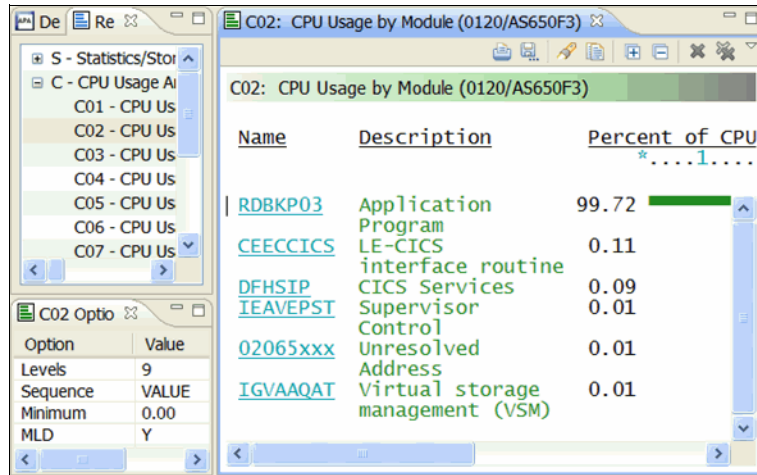 De Re
S - Statistics/Stor
C - CPU Usage A
C01 - CPU Us
C02 - CPU Us
C03 - CPU Us
C04 - CPU Us
C05 - CPU Us
C06 - CPU Us
C07 - CPU Us
C02 Optio
Option Value
Levels 9
Sequence VALUE
Minimum 0.00
MLD Y
C02: CPU Usage by Module (0120/AS650F3)
C02: CPU Usage by Module (0120/AS650F3)
Name Description Percent of CPU
*....1....
RDBKP03 Application 99.72
Program
CEECCICS LE-CICS 0.11
interface routine
DFHSIP CICS Services 0.09
IEAVEPST Supervisor 0.01
Control
02065xxx Unresolved 0.01
Address
IGVAAQAT Virtual storage 0.01
management (VSM)